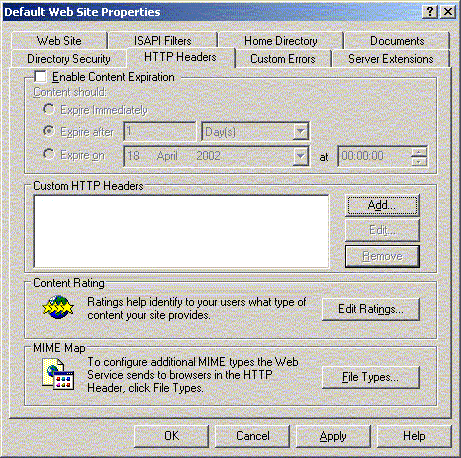 Default Web Site Properties
Web Site ISAPI Filters Home Directory Documents
Directory Security HTTP Headers Custom Errors Server Extensions
Enable Content Expiration
Content should:
Expire Immediately
Expire after 1 Day(s)
Expire on 18 April 2002 at 00:00:00
Custom HTTP Headers
Add...
Edit...
Remove
Content Rating
Ratings help identify to your users what type of
content your site provides.
Edit Ratings...
MIME Map
To configure additional MIME types the Web
Service sends to browsers in the HTTP
Header, click File Types.
File Types...
OK Cancel Apply Help